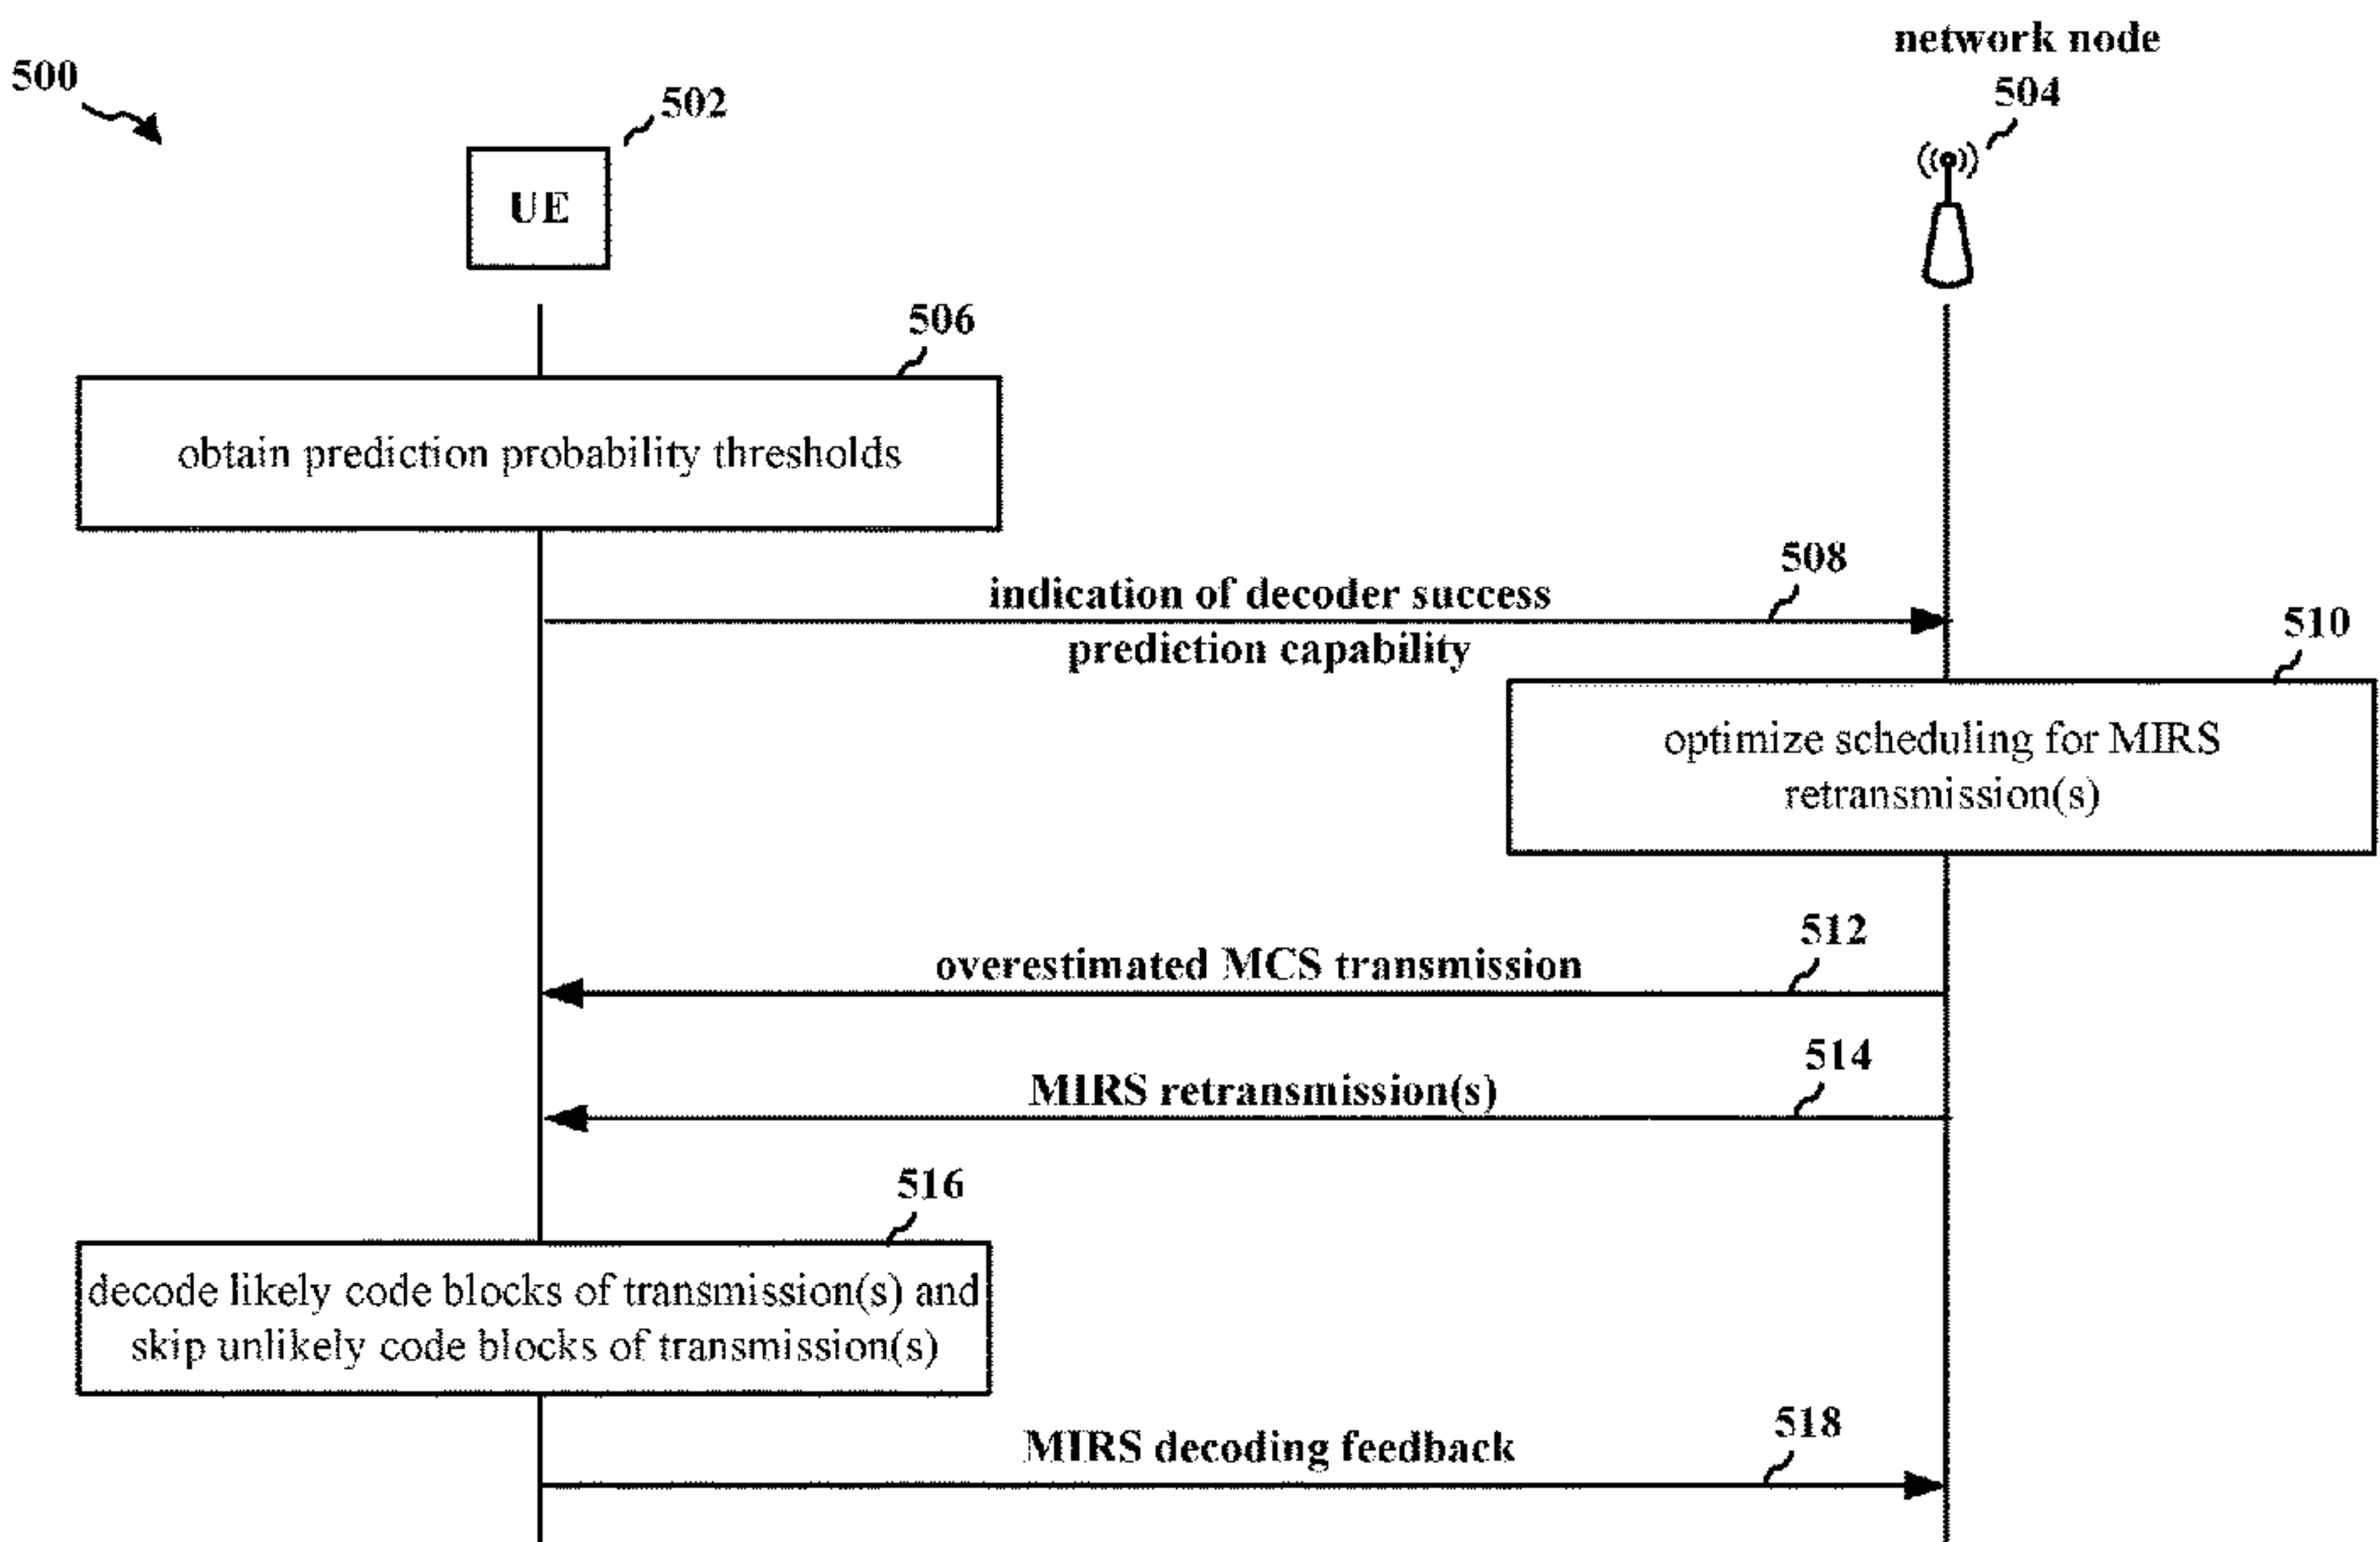 network node
500
504
502
UE
506
obtain prediction probability thresholds
508
indication of decoder success
prediction capability
510
optimize scheduling for MIRS
retransmission(s)
512
overestimated MCS transmission
514
MIRS retransmission(s)
516
decode likely code blocks of transmission(s) and
skip unlikely code blocks of transmission(s)
518
MIRS decoding feedback